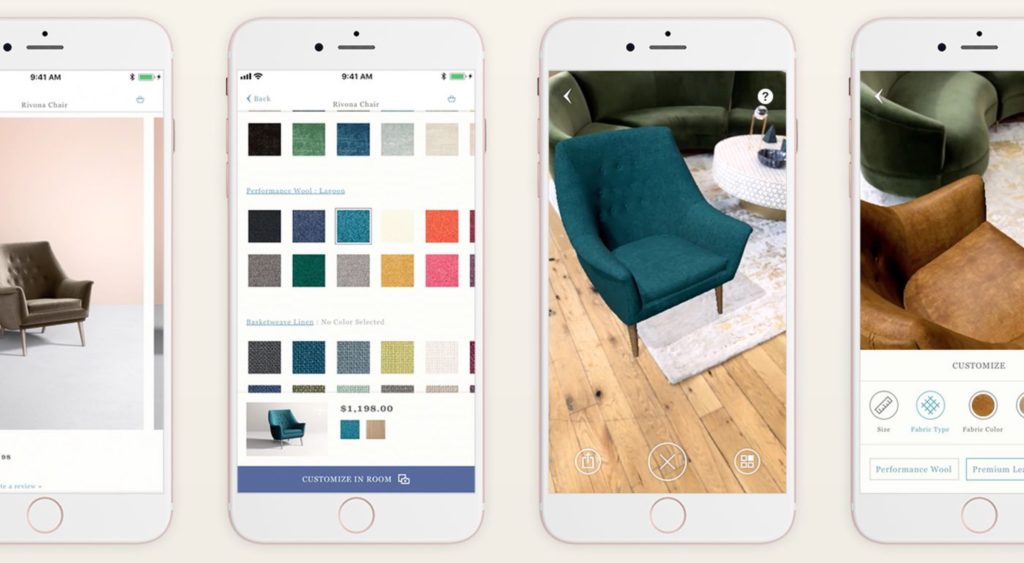 9:41 AM
Rivona Chair
98
te a review »
9:41 AM
Back
Rivona Chair
Performance Wool : Lagoon
Basketweave Linen : No Color Selected
$1,198.00
CUSTOMIZE IN ROOM
?
CUSTOMIZE
Size
Fabric Type
Fabric Color
Performance Wool
Premium Lea